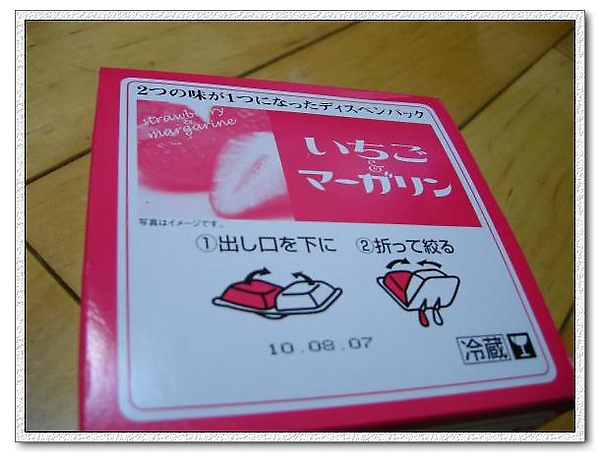 2つの味が1つになったディスペンパック
strawberry
&
margarine
いちご
&
マーガリン
写真はイメージです。
①出し口を下に ②折って絞る
10.08.07
冷蔵